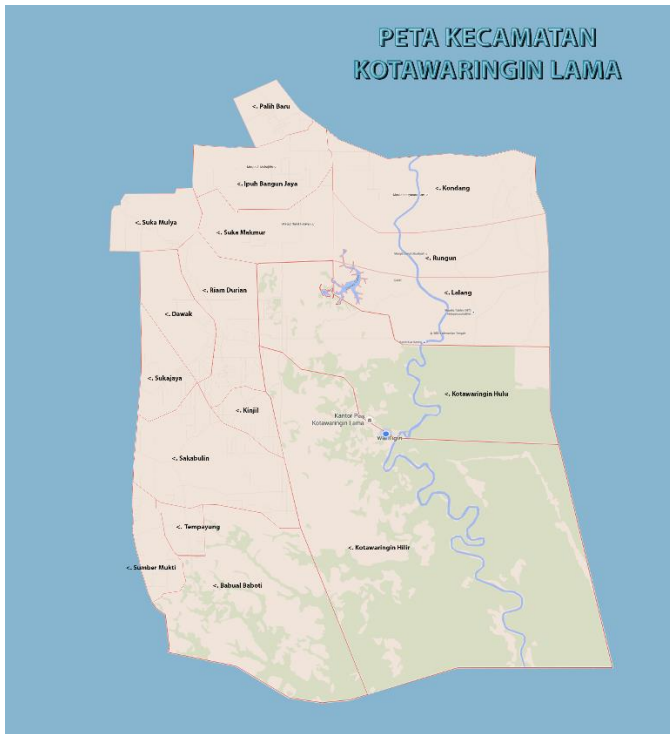 PETA KECAMATAN
KOTAWARINGIN LAMA
<. Palih Baru
<. Ipuh Bangun Jaya
<. Kondang
<. Suka Mulya
<. Suka Makmur
<. Rungun
<. Riam Durian
<. Lalang
<. Dawak
<. Sukajaya
<. Kotawaringin Hulu
<. Kinjil
Kantor Pos
Kotawaringin Lama
<. Sakabulin
<. Tempayung
<. Kotawaringin Hilir
<. Sumber Mukti
<. Babual Baboti